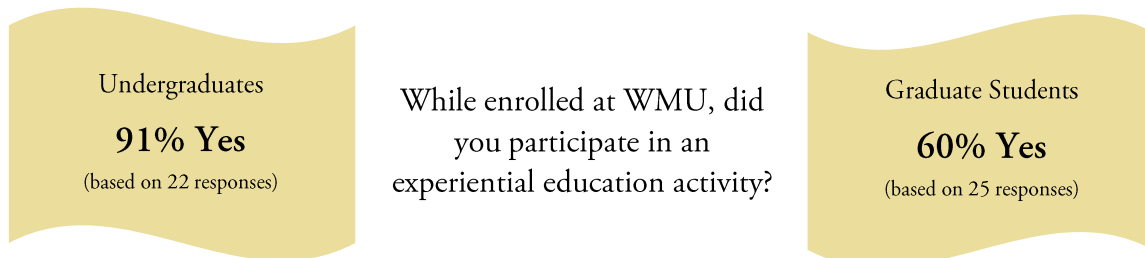 Undergraduates
91% Yes
(based on 22 responses)
While enrolled at WMU, did
you participate in an
experiential education activity?
Graduate Students
60% Yes
(based on 25 responses)